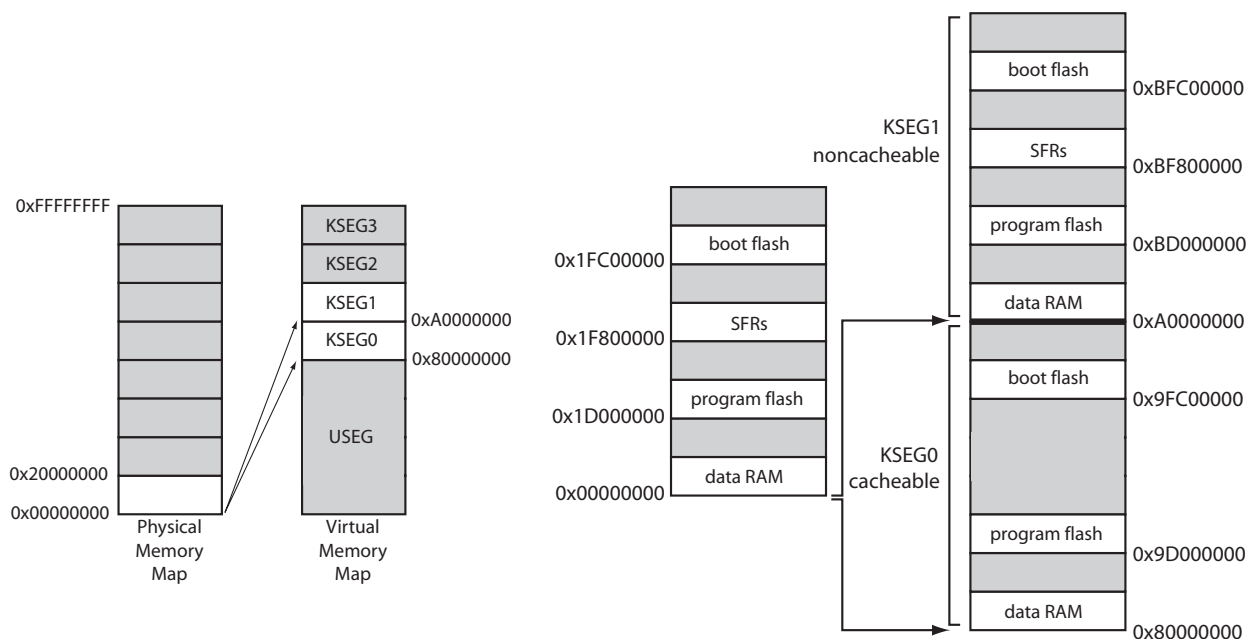 0xFFFFFFFF
0x20000000
0x00000000
Physical
Memory
Map
KSEG3
KSEG2
KSEG1
KSEG0
USEG
0xA0000000
0x80000000
Virtual
Memory
Map
boot flash
0x1FC00000
SFRs
0x1F800000
program flash
0x1D000000
data RAM
0x00000000
KSEG1
noncacheable
boot flash
0xBFC00000
SFRs
0xBF800000
program flash
0xBD000000
data RAM
0xA0000000
KSEG0
cacheable
boot flash
0x9FC00000
program flash
0x9D000000
data RAM
0x80000000